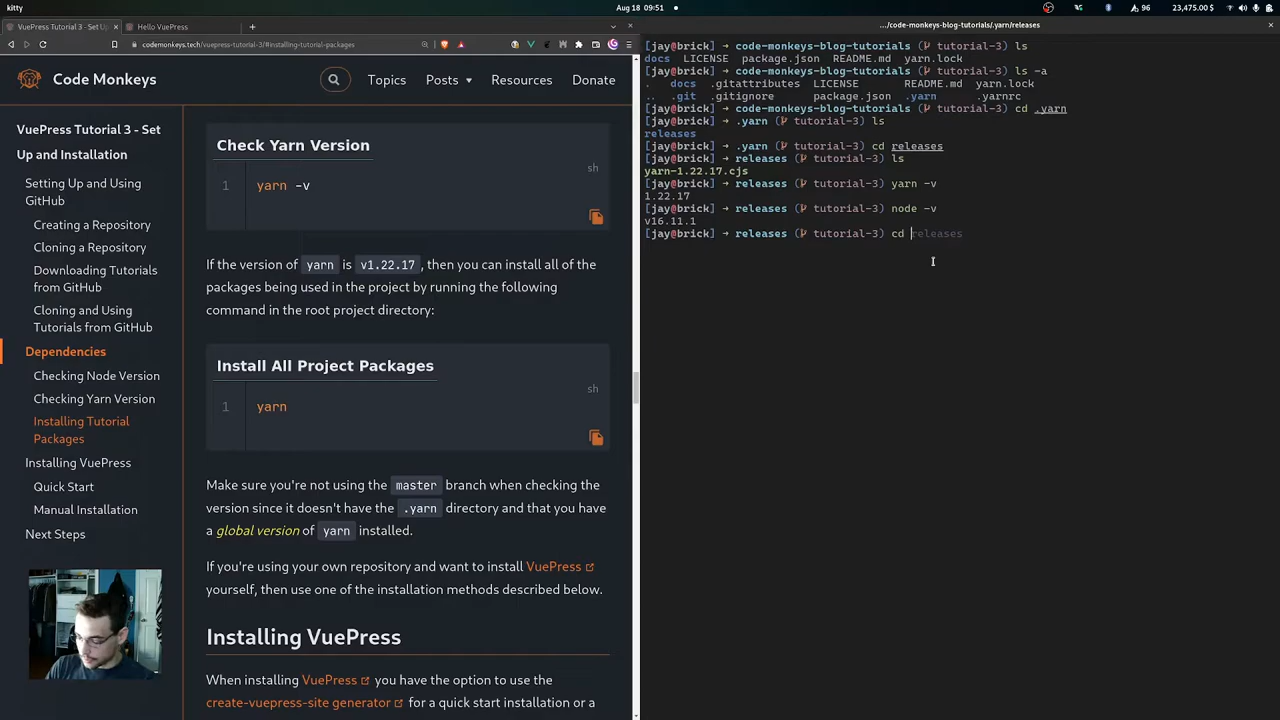 kitty
Aug 18 09:51
96
23,475.00 $
VuePress Tutorial 3 - Set U
Hello VuePress
codemonkeys.tech/vuepress-tutorial-3/#installing-tutorial-packages
.../code-monkeys-blog-tutorials/.yarn/releases
Code Monkeys
Topics
Posts
Resources
Donate
VuePress Tutorial 3 - Set
Up and Installation
Setting Up and Using
GitHub
Creating a Repository
Cloning a Repository
Downloading Tutorials
from GitHub
Cloning and Using
Tutorials from GitHub
Dependencies
Checking Node Version
Checking Yarn Version
Installing Tutorial
Packages
Installing VuePress
Quick Start
Manual Installation
Next Steps
Check Yarn Version
sh
1 yarn -v
If the version of yarn is v1.22.17, then you can install all of the
packages being used in the project by running the following
command in the root project directory:
Install All Project Packages
sh
1 yarn
Make sure you're not using the master branch when checking the
version since it doesn't have the .yarn directory and that you have
a global version of yarn installed.
If you're using your own repository and want to install VuePress
yourself, then use one of the installation methods described below.
Installing VuePress
When installing VuePress you have the option to use the
create-vuepress-site generator for a quick start installation or a
[jay@brick] → code-monkeys-blog-tutorials ( tutorial-3) ls
docs LICENSE package.json README.md yarn.lock
[jay@brick] → code-monkeys-blog-tutorials ( tutorial-3) ls -a
. docs .gitattributes LICENSE README.md yarn.lock
.. .git .gitignore package.json .yarn .yarnrc
[jay@brick] → code-monkeys-blog-tutorials ( tutorial-3) cd .yarn
[jay@brick] → .yarn ( tutorial-3) ls
releases
[jay@brick] → .yarn ( tutorial-3) cd releases
[jay@brick] → releases ( tutorial-3) ls
yarn-1.22.17.cjs
[jay@brick] → releases ( tutorial-3) yarn -v
1.22.17
[jay@brick] → releases ( tutorial-3) node -v
v16.11.1
[jay@brick] → releases ( tutorial-3) cd releases